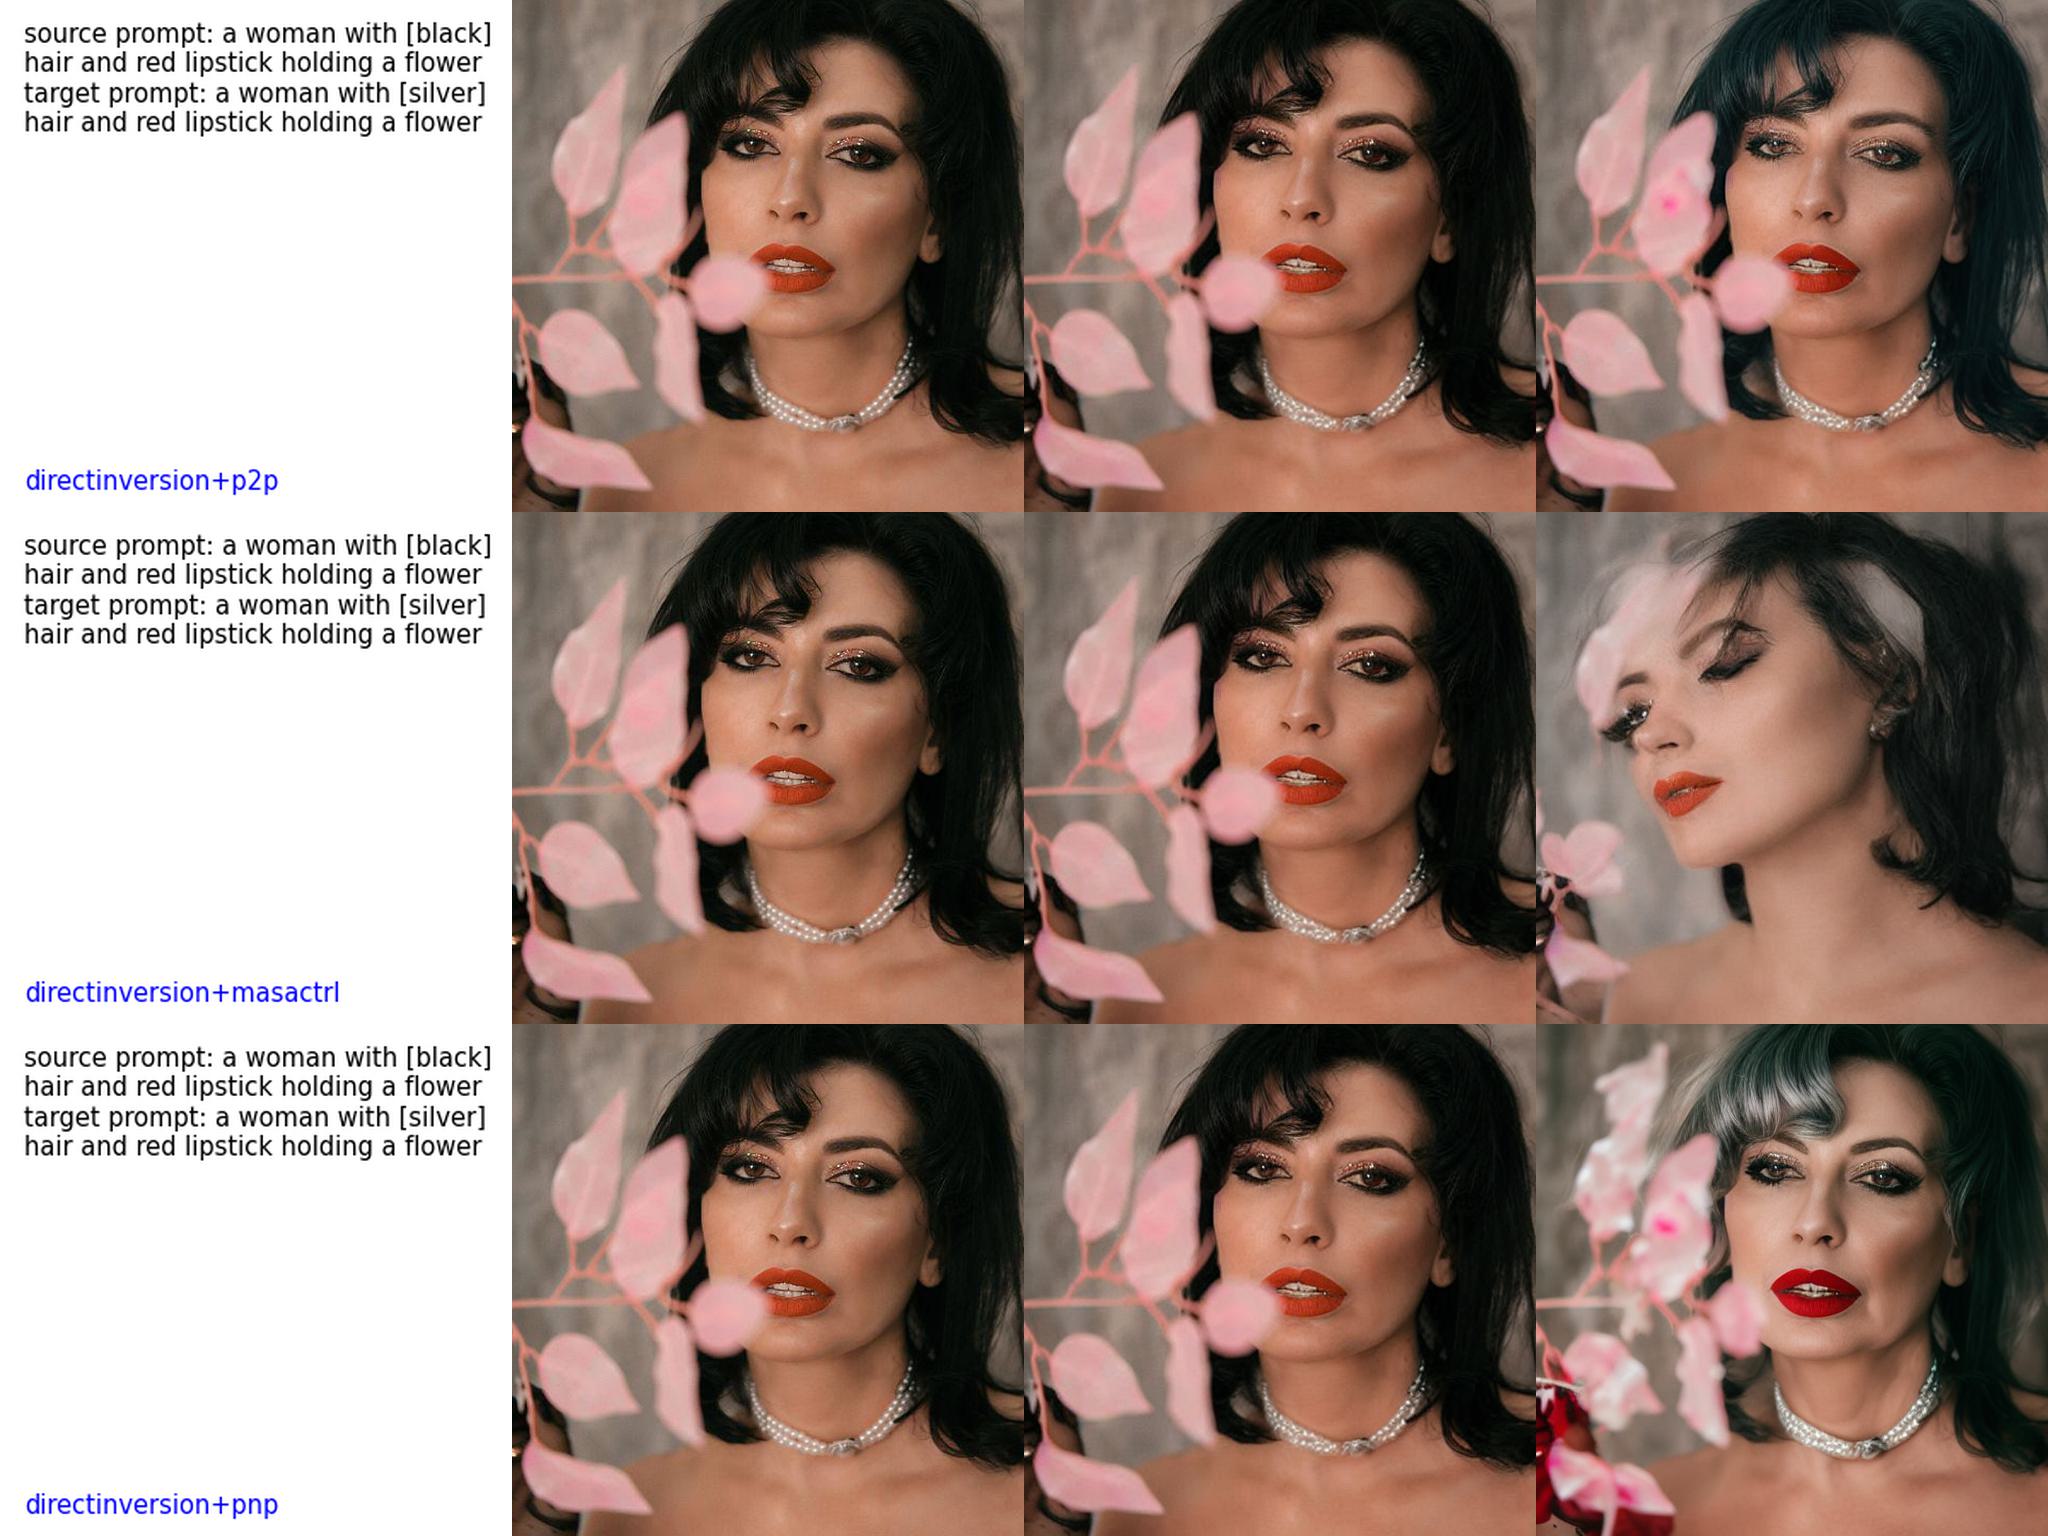 source prompt: a woman with [black]
hair and red lipstick holding a flower
target prompt: a woman with [silver]
hair and red lipstick holding a flower
directinversion+p2p
source prompt: a woman with [black]
hair and red lipstick holding a flower
target prompt: a woman with [silver]
hair and red lipstick holding a flower
directinversion+masactrl
source prompt: a woman with [black]
hair and red lipstick holding a flower
target prompt: a woman with [silver]
hair and red lipstick holding a flower
directinversion+pnp